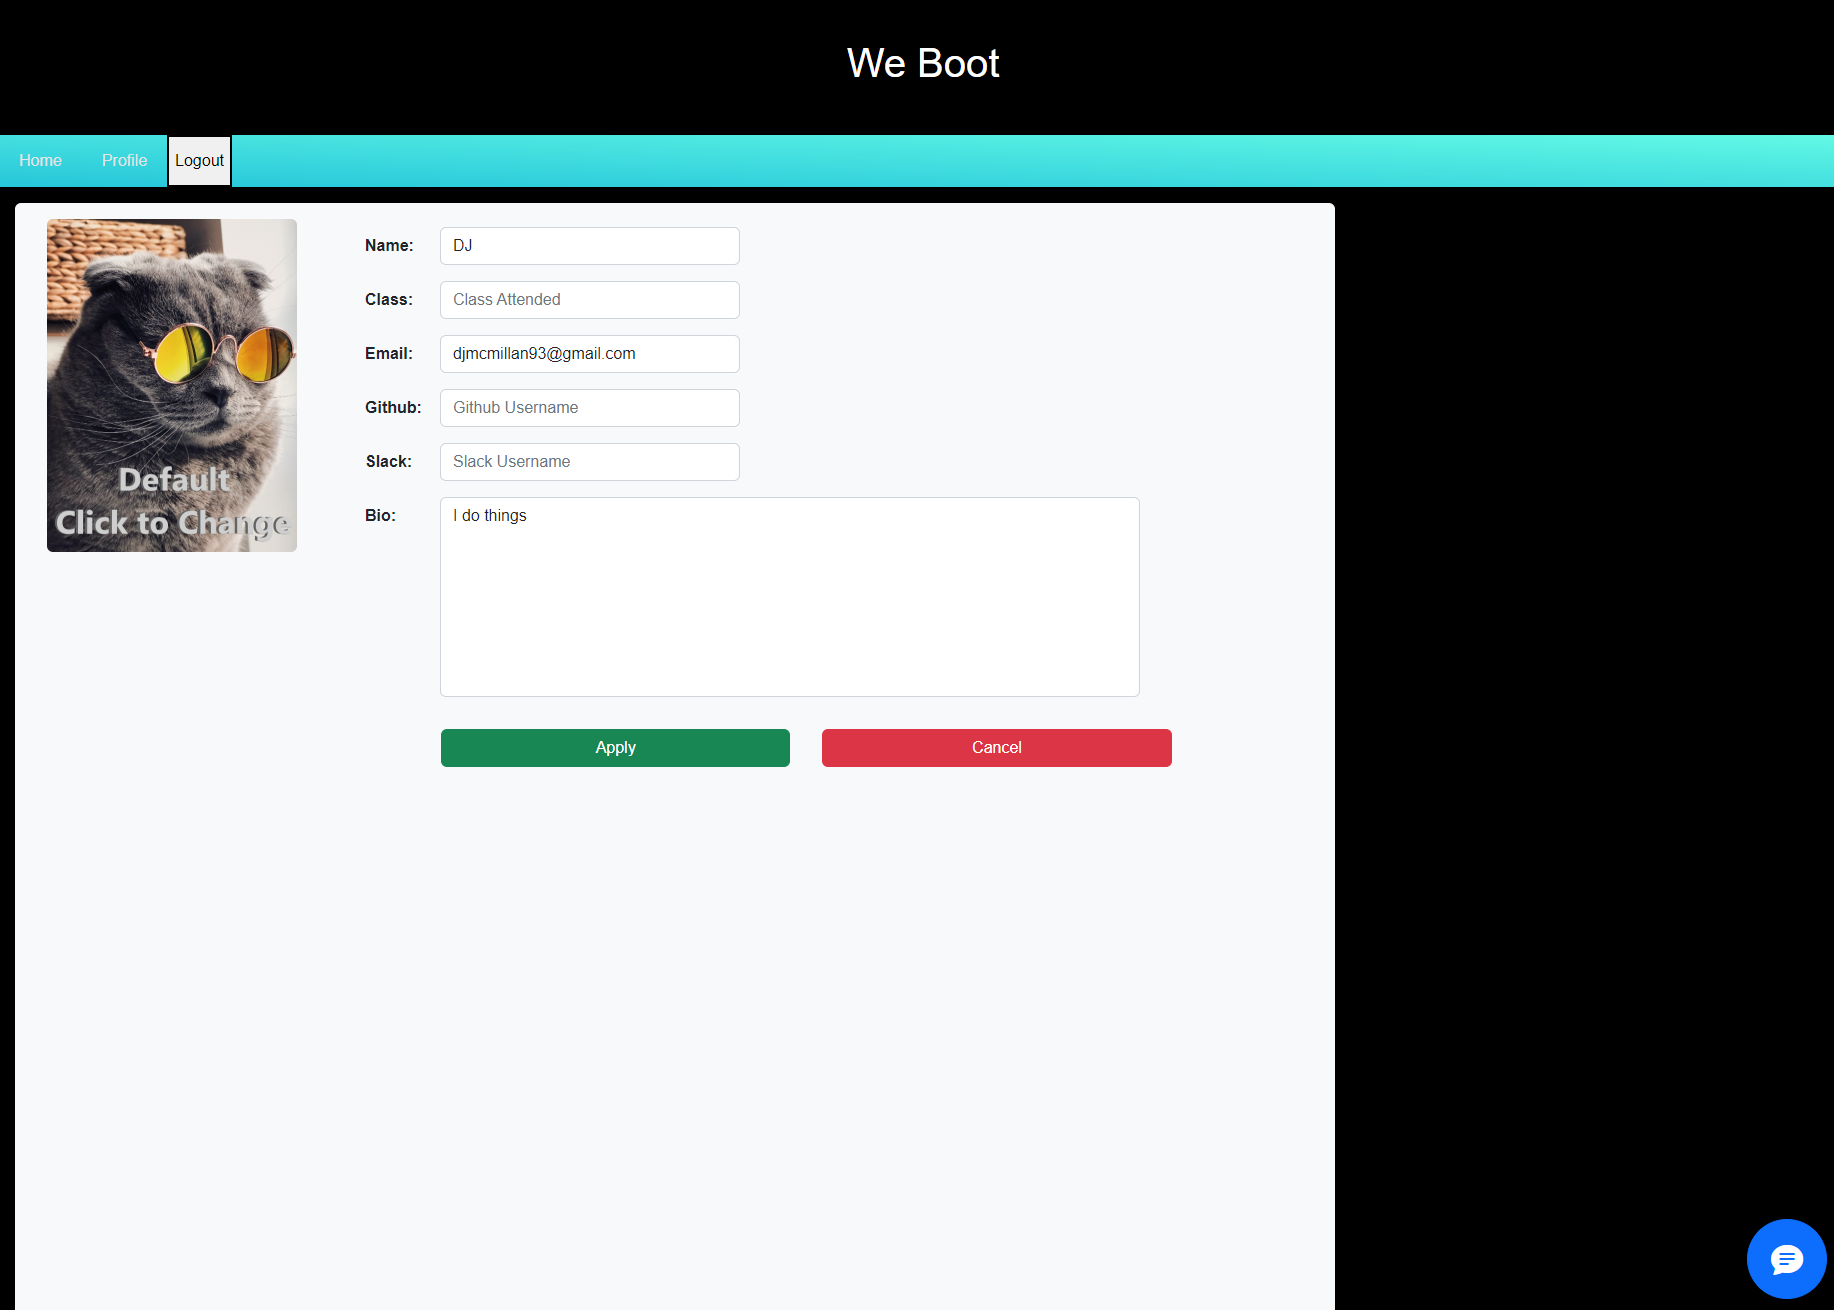 We Boot
Home Profile Logout
Name: DJ
Class: Class Attended
Email: djmcmillan93@gmail.com
Github: Github Username
Slack: Slack Username
Default
Click to Change
Bio: I do things
Apply Cancel